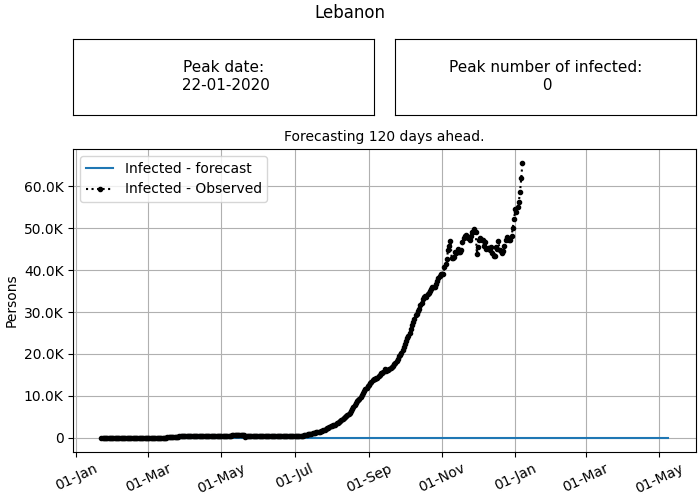 Lebanon
Peak date:
22-01-2020
Peak number of infected:
0
Forecasting 120 days ahead.
Infected - forecast
Infected - Observed
Persons
60.0K
50.0K
40.0K
30.0K
20.0K
10.0K
0
01-Jan
01-Mar
01-May
01-Jul
01-Sep
01-Nov
01-Jan
01-Mar
01-May